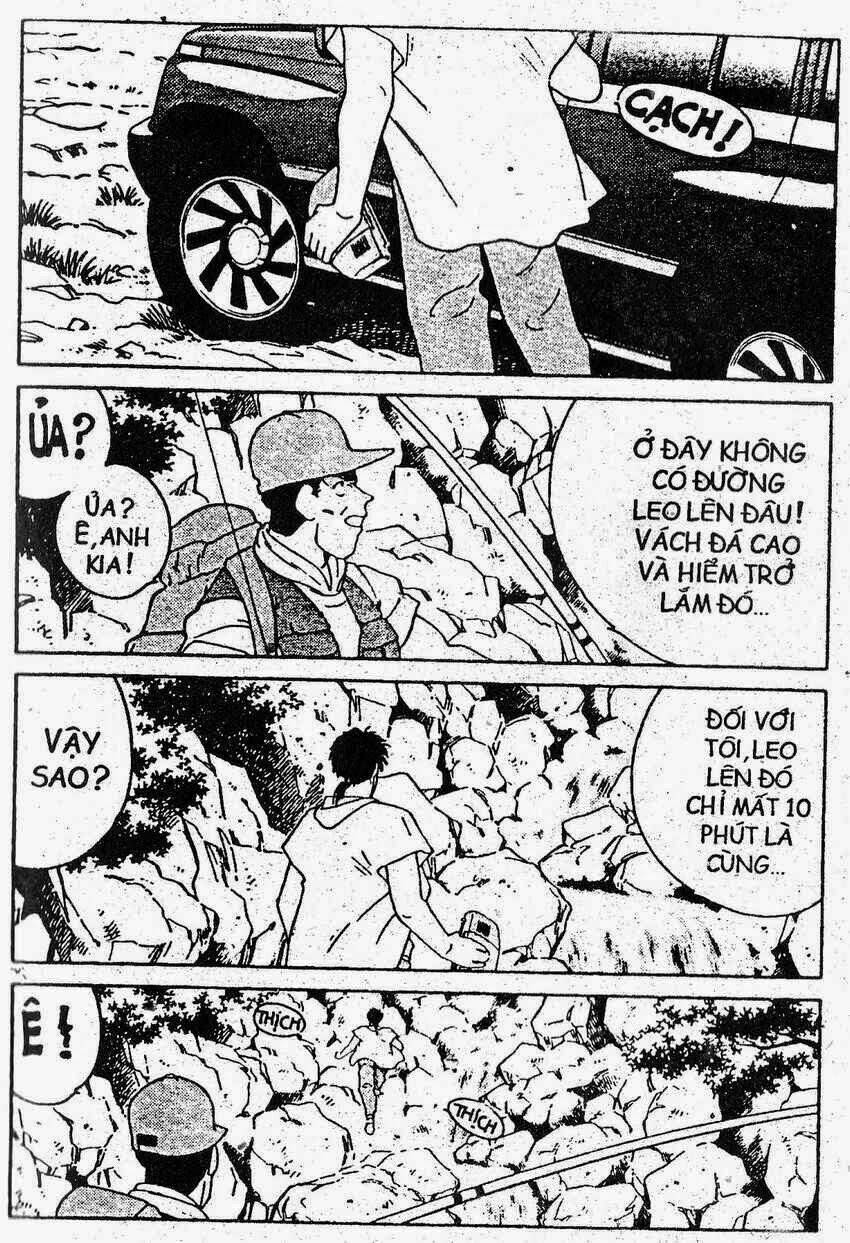 CẠCH!
ỦA?
ỦA?
Ê, ANH
KIA!
Ở ĐÂY KHÔNG
CÓ ĐƯỜNG
LEO LÊN ĐÂU!
VÁCH ĐÁ CAO
VÀ HIỂM TRỞ
LẮM ĐÓ...
VẬY
SAO?
ĐỐI VỚI
TÔI, LEO
LÊN ĐÓ
CHỈ MẤT 10
PHÚT LÀ
CÙNG...
Ê!
THỊCH
THỊCH